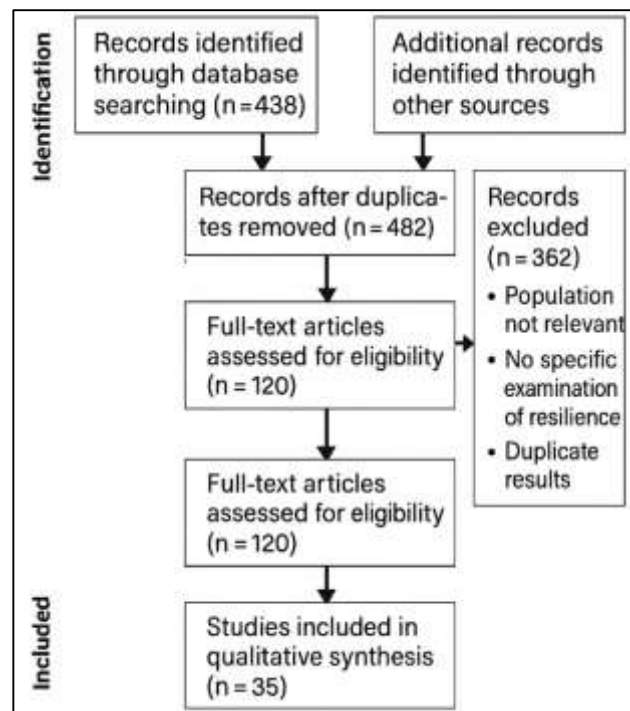 Identification
Records identified
through database
searching (n=438)
Additional records
identified through
other sources
Records after duplica-
tes removed (n=482)
Records
excluded
(n=362)
• Population
not relevant
• No specific
examination
of resilience
• Duplicate
results
Full-text articles
assessed for eligibility
(n=120)
Full-text articles
assessed for eligibility
(n=120)
Included
Studies included in
qualitative synthesis
(n=35)